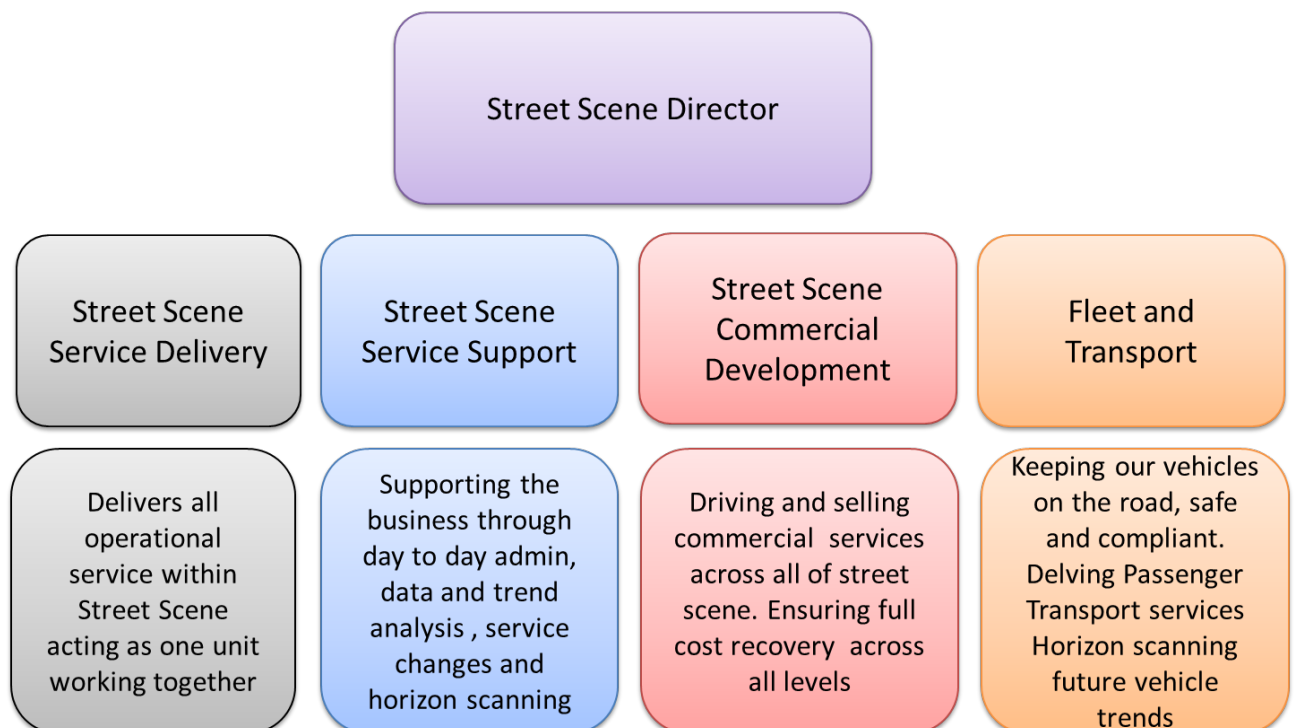 Street Scene Director
Street Scene
Service Delivery
Street Scene
Service Support
Street Scene
Commercial
Development
Fleet and
Transport
Delivers all
operational
service within
Street Scene
acting as one unit
working together
Supporting the
business through
day to day admin,
data and trend
analysis , service
changes and
horizon scanning
Driving and selling
commercial  services
across all of street
scene. Ensuring full
cost recovery  across
all levels
Keeping our vehicles
on the road, safe
and compliant.
Delving Passenger
Transport services
Horizon scanning
future vehicle
trends